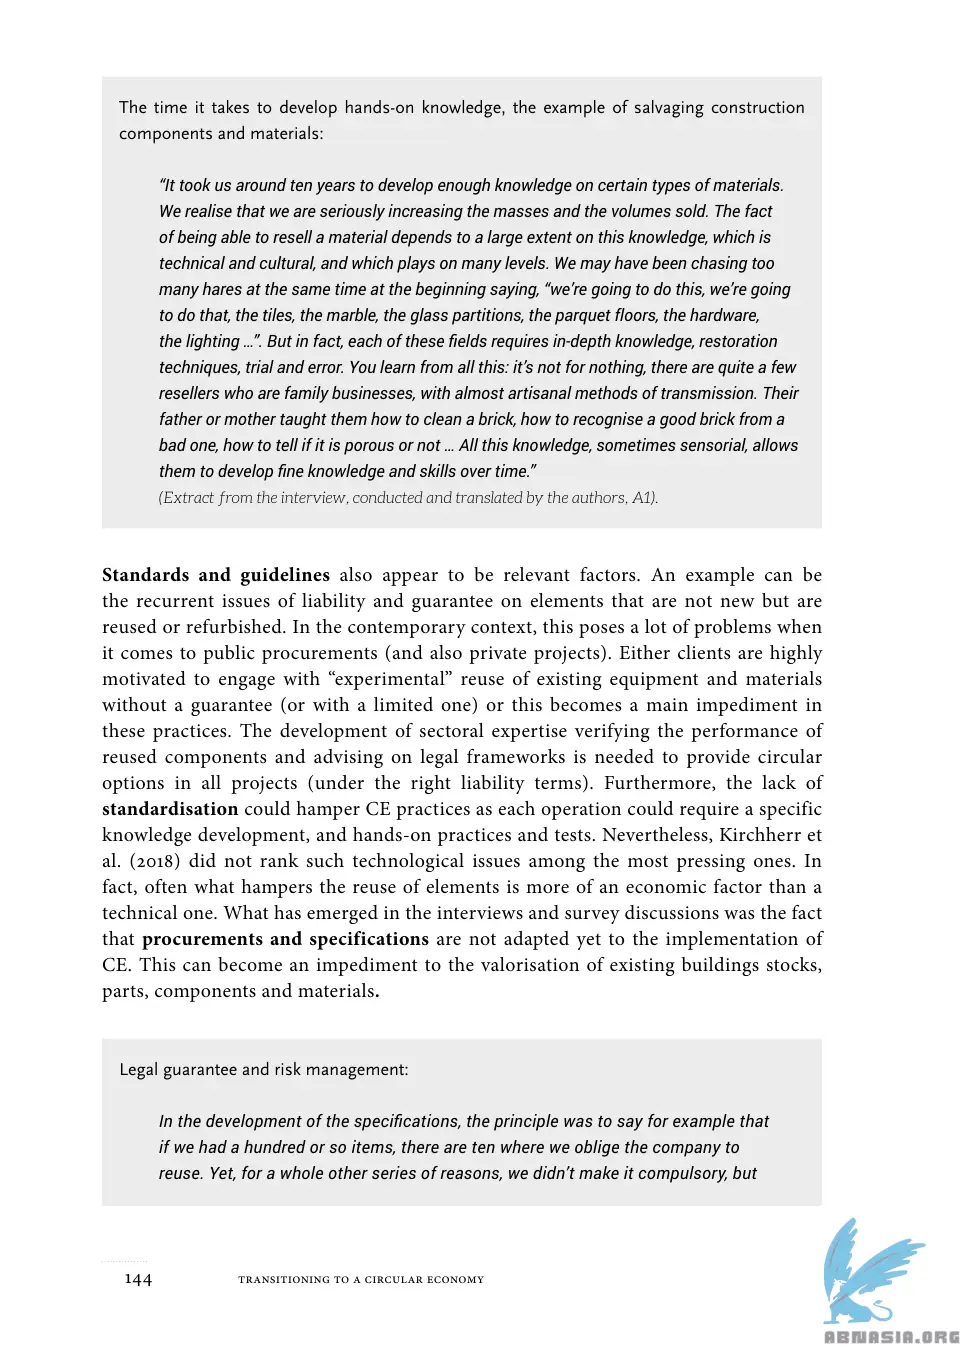 The time it takes to develop hands-on knowledge, the example of salvaging construction
components and materials:
“It took us around ten years to develop enough knowledge on certain types of materials.
We realise that we are seriously increasing the masses and the volumes sold. The fact
of being able to resell a material depends to a large extent on this knowledge, which is
technical and cultural, and which plays on many levels. We may have been chasing too
many hares at the same time at the beginning saying, “we’re going to do this, we’re going
to do that, the tiles, the marble, the glass partitions, the parquet floors, the hardware,
the lighting …”. But in fact, each of these fields requires in-depth knowledge, restoration
techniques, trial and error. You learn from all this: it’s not for nothing, there are quite a few
resellers who are family businesses, with almost artisanal methods of transmission. Their
father or mother taught them how to clean a brick, how to recognise a good brick from a
bad one, how to tell if it is porous or not … All this knowledge, sometimes sensorial, allows
them to develop fine knowledge and skills over time.”
(Extract from the interview, conducted and translated by the authors, A1).
Standards and guidelines also appear to be relevant factors. An example can be
the recurrent issues of liability and guarantee on elements that are not new but are
reused or refurbished. In the contemporary context, this poses a lot of problems when
it comes to public procurements (and also private projects). Either clients are highly
motivated to engage with “experimental” reuse of existing equipment and materials
without a guarantee (or with a limited one) or this becomes a main impediment in
these practices. The development of sectoral expertise verifying the performance of
reused components and advising on legal frameworks is needed to provide circular
options in all projects (under the right liability terms). Furthermore, the lack of
standardisation could hamper CE practices as each operation could require a specific
knowledge development, and hands-on practices and tests. Nevertheless, Kirchherr et
al. (2018) did not rank such technological issues among the most pressing ones. In
fact, often what hampers the reuse of elements is more of an economic factor than a
technical one. What has emerged in the interviews and survey discussions was the fact
that procurements and specifications are not adapted yet to the implementation of
CE. This can become an impediment to the valorisation of existing buildings stocks,
parts, components and materials.
Legal guarantee and risk management:
In the development of the specifications, the principle was to say for example that
if we had a hundred or so items, there are ten where we oblige the company to
reuse. Yet, for a whole other series of reasons, we didn’t make it compulsory, but
144 TRANSITIONING TO A CIRCULAR ECONOMY
ABNASIA.ORG